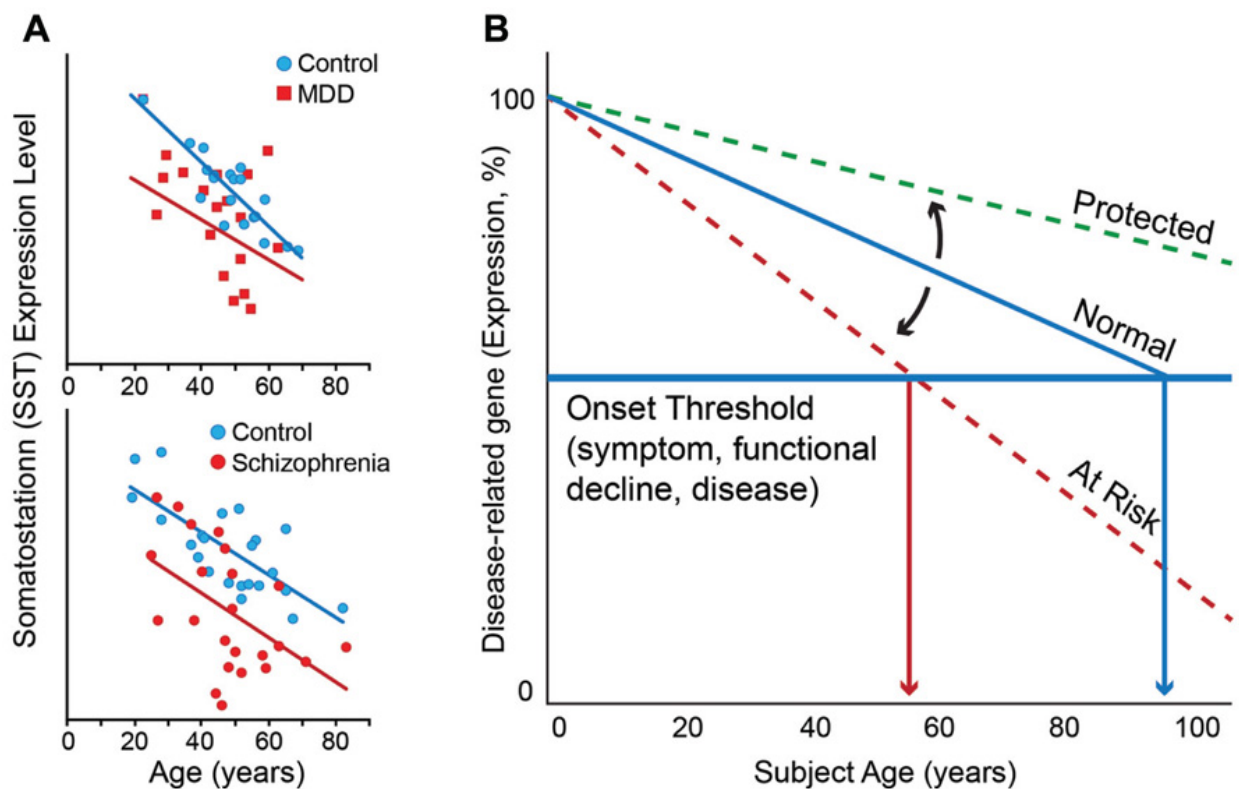 A
Control
MDD
Somatostationn (SST) Expression Level
0 20 40 60 80
Control
Schizophrenia
0 20 40 60 80
Age (years)
B
Disease-related gene (Expression, %)
100
Protected
Normal
Onset Threshold
(symptom, functional
decline, disease)
At Risk
0
0 20 40 60 80 100
Subject Age (years)